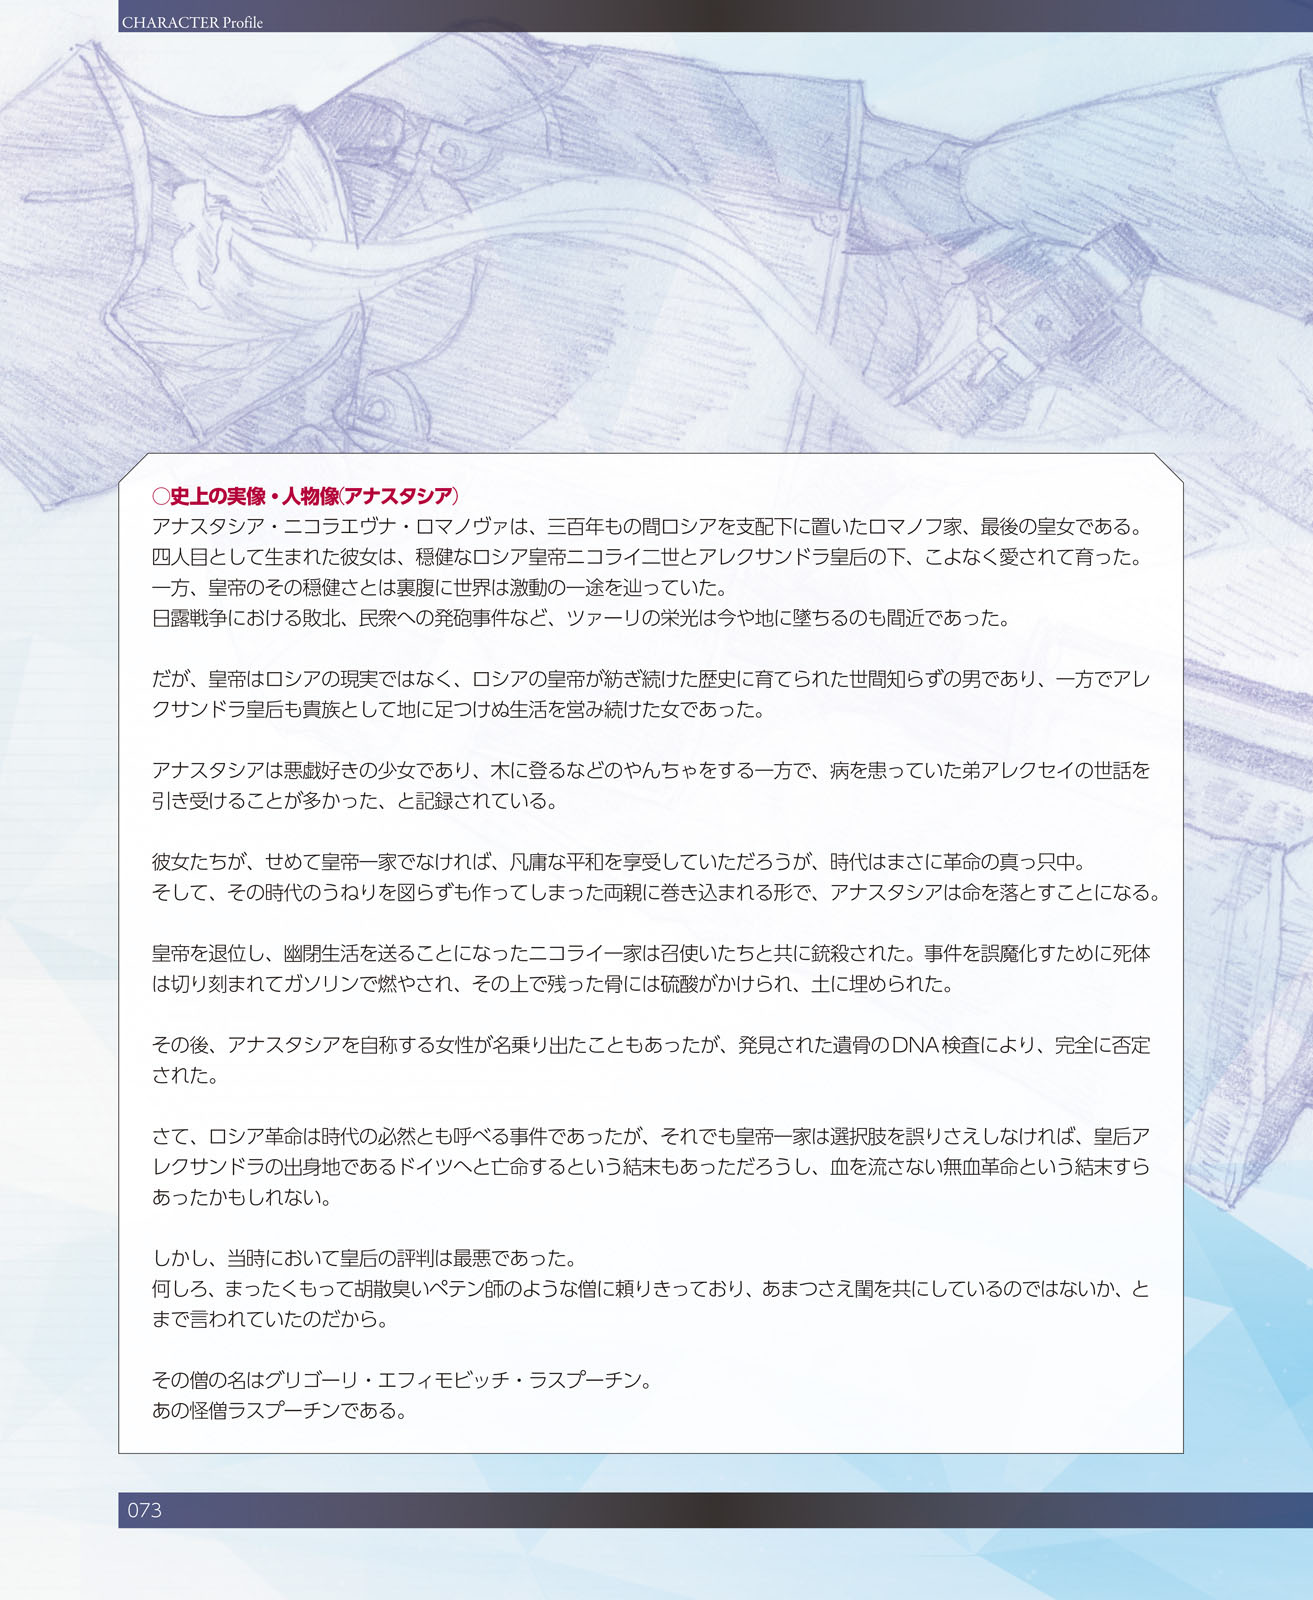 CHARACTER Profile
○史上の実像・人物像(アナスタシア)
アナスタシア・ニコラエヴナ・ロマノヴァは、三百年もの間ロシアを支配下に置いたロマノフ家、最後の皇女である。
四人目として生まれた彼女は、穏健なロシア皇帝ニコライ二世とアレクサンドラ皇后の下、こよなく愛されて育った。
一方、皇帝のその穏健さとは裏腹に世界は激動の一途を辿っていた。
日露戦争における敗北、民衆への発砲事件など、ツァーリの栄光は今や地に墜ちるのも間近であった。
だが、皇帝はロシアの現実ではなく、ロシアの皇帝が紡ぎ続けた歴史に育てられた世間知らずの男であり、一方でアレ
クサンドラ皇后も貴族として地に足つけぬ生活を営み続けた女であった。
アナスタシアは悪戯好きの少女であり、木に登るなどのやんちゃをする一方で、病を患っていた弟アレクセイの世話を
引き受けることが多かった、と記録されている。
彼女たちが、せめて皇帝一家でなければ、凡庸な平和を享受していただろうが、時代はまさに革命の真っ只中。
そして、その時代のうねりを図らずも作ってしまった両親に巻き込まれる形で、アナスタシアは命を落とすことになる。
皇帝を退位し、幽閉生活を送ることになったニコライ一家は召使いたちと共に銃殺された。事件を誤魔化すために死体
は切り刻まれてガソリンで燃やされ、その上で残った骨には硫酸がかけられ、土に埋められた。
その後、アナスタシアを自称する女性が名乗り出たこともあったが、発見された遺骨のDNA検査により、完全に否定
された。
さて、ロシア革命は時代の必然とも呼べる事件であったが、それでも皇帝一家は選択肢を誤りさえしなければ、皇后ア
レクサンドラの出身地であるドイツへと亡命するという結末もあっただろうし、血を流さない無血革命という結末すら
あったかもしれない。
しかし、当時において皇后の評判は最悪であった。
何しろ、まったくもって胡散臭いペテン師のような僧に頼りきっており、あまつさえ閨を共にしているのではないか、と
まで言われていたのだから。
その僧の名はグリゴーリ・エフィモビッチ・ラスプーチン。
あの怪僧ラスプーチンである。
073